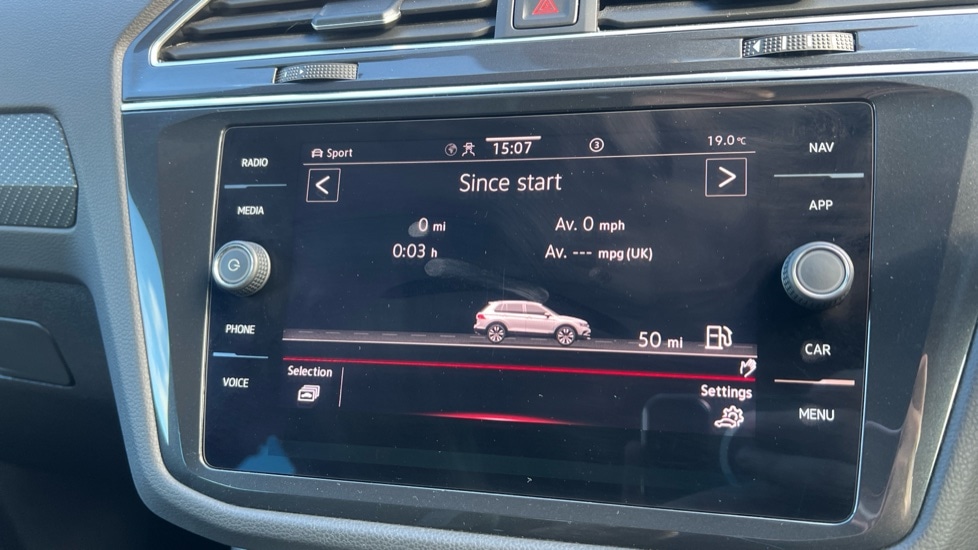 RADIO
MEDIA
PHONE
VOICE
Sport
15:07
3
19.0°C
<
Since start
>
0 mi
Av. 0 mph
0:03 h
Av. --- mpg (UK)
50 mi
Selection
Settings
NAV
APP
CAR
MENU